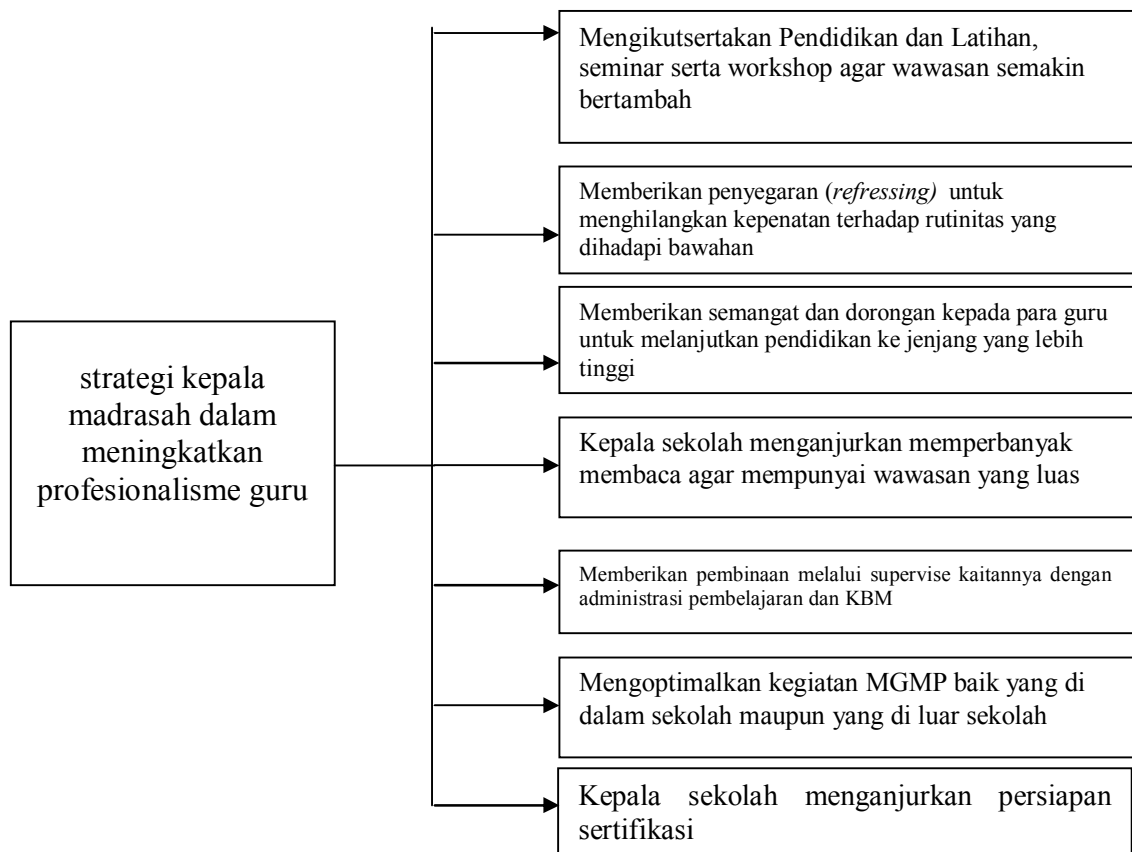 strategi kepala
madrasah dalam
meningkatkan
profesionalisme guru
Mengikutsertakan Pendidikan dan Latihan,
seminar serta workshop agar wawasan semakin
bertambah
Memberikan penyegaran (refressing) untuk
menghilangkan kepenatan terhadap rutinitas yang
dihadapi bawahan
Memberikan semangat dan dorongan kepada para guru
untuk melanjutkan pendidikan ke jenjang yang lebih
tinggi
Kepala sekolah menganjurkan memperbanyak
membaca agar mempunyai wawasan yang luas
Memberikan pembinaan melalui supervise kaitannya dengan
administrasi pembelajaran dan KBM
Mengoptimalkan kegiatan MGMP baik yang di
dalam sekolah maupun yang di luar sekolah
Kepala sekolah menganjurkan persiapan
sertifikasi